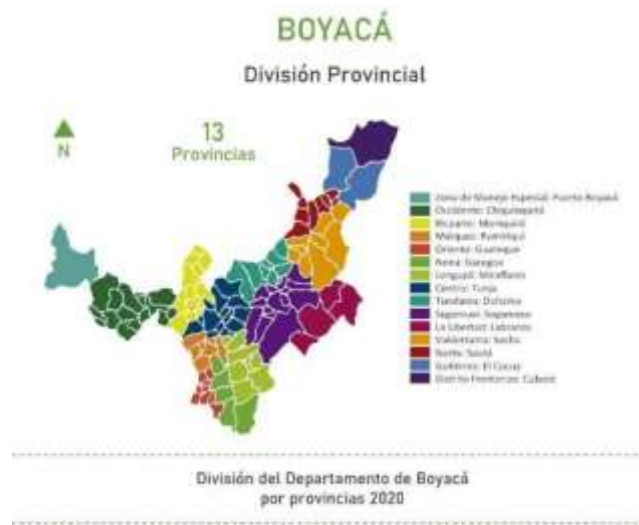 BOYACÁ
División Provincial
N
13
Provincias
Zona de Manejo Especial: Puerto Boyacá
Occidente: Chiquinquirá
Ricaurte: Moniquirá
Márquez: Ramiriquí
Oriente: Guateque
Neira: Garagoa
Lengupá: Miraflores
Centro: Tunja
Tundama: Duitama
Sugamuxi: Sogamoso
La Libertad: Labranza
Valderrama: Socha
Norte: Soatá
Gutiérrez: El Cocuy
Distrito Fronterizo: Cubará
División del Departamento de Boyacá
por provincias 2020